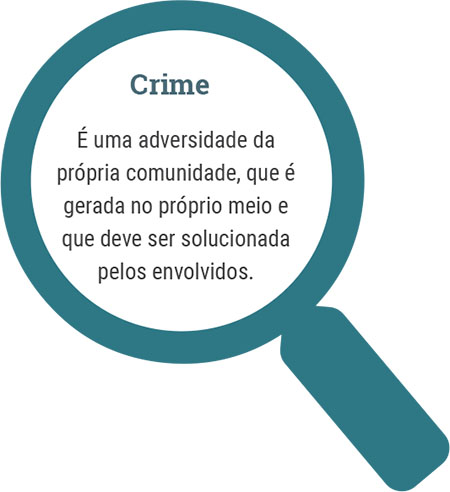 Crime
É uma adversidade da
própria comunidade, que é
gerada no próprio meio e
que deve ser solucionada
pelos envolvidos.